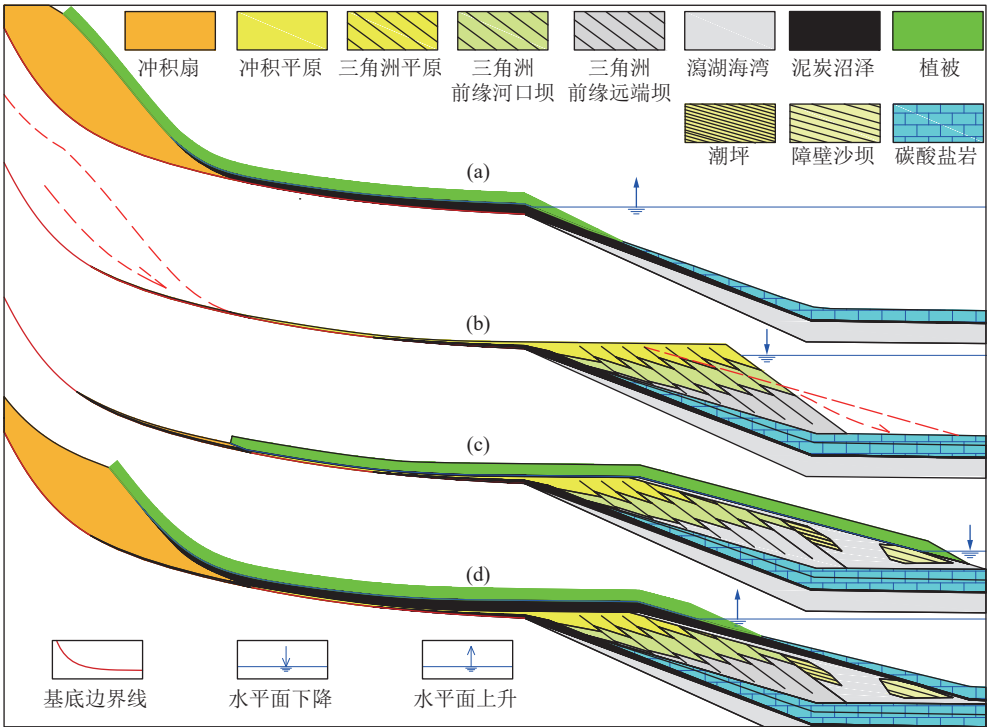 冲积扇
冲积平原
三角洲平原
三角洲
前缘河口坝
三角洲
前缘远端坝
潟湖海湾
泥炭沼泽
植被
潮坪
障壁沙坝
碳酸盐岩
(a)
(b)
(c)
(d)
基底边界线
水平面下降
水平面上升